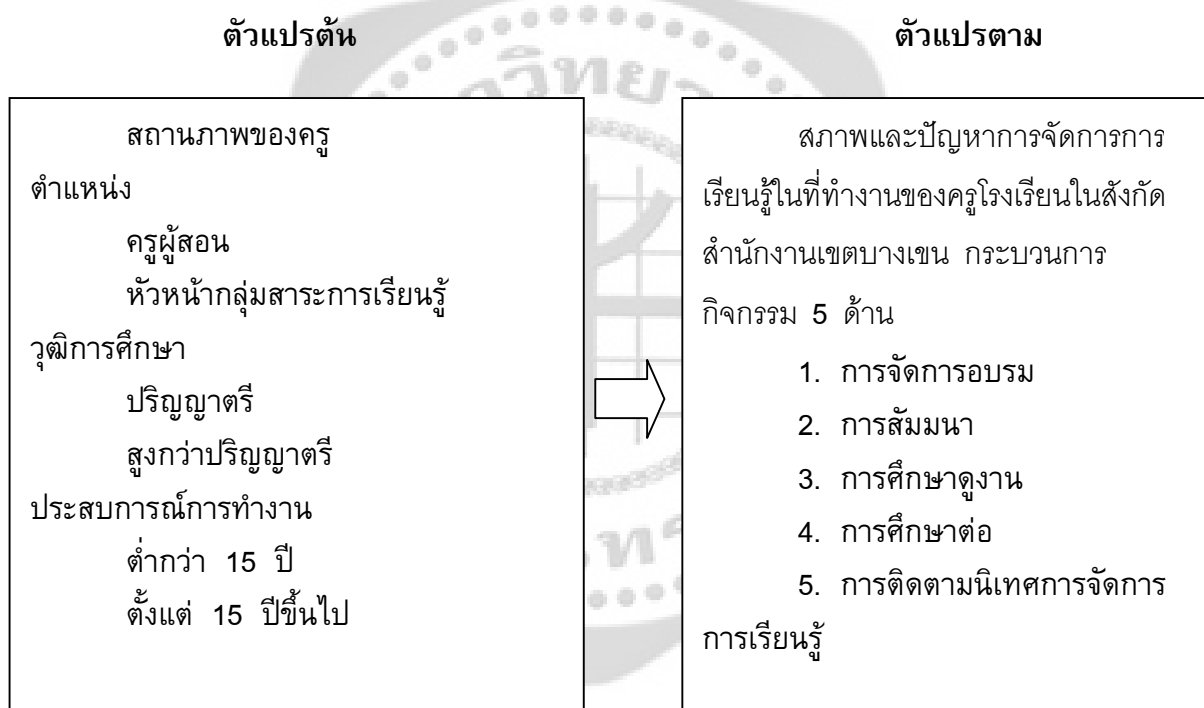 ตัวแปรต้น
ตัวแปรตาม
สถานภาพของครู
ตำแหน่ง
ครูผู้สอน
หัวหน้ากลุ่มสาระการเรียนรู้
วุฒิการศึกษา
ปริญญาตรี
สูงกว่าปริญญาตรี
ประสบการณ์การทำงาน
ต่ำกว่า 15 ปี
ตั้งแต่ 15 ปีขึ้นไป
สภาพและปัญหาการจัดการการ
เรียนรู้ในที่ทำงานของครูโรงเรียนในสังกัด
สำนักงานเขตบางเขน กระบวนการ
กิจกรรม 5 ด้าน
1. การจัดการอบรม
2. การสัมมนา
3. การศึกษาดูงาน
4. การศึกษาต่อ
5. การติดตามนิเทศการจัดการ
การเรียนรู้